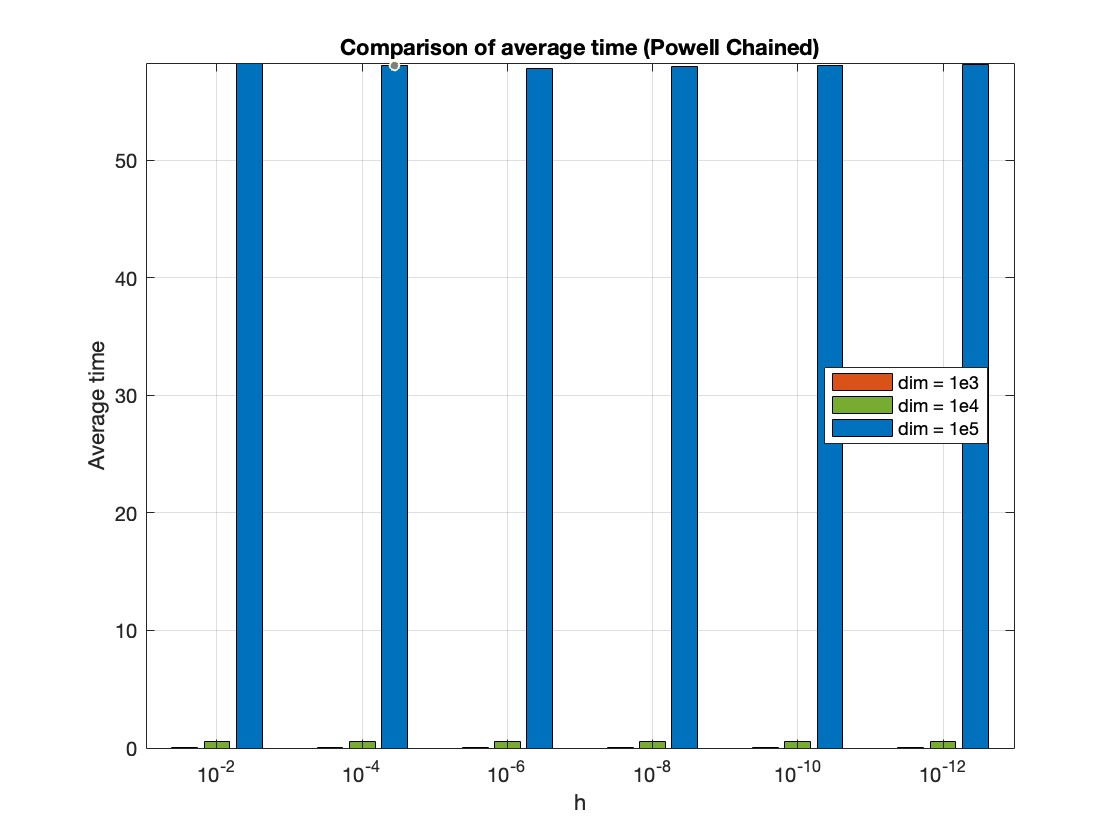 Comparison of average time (Powell Chained)
Average time
50
40
30
20
10
0
dim = 1e3
dim = 1e4
dim = 1e5
10^-2 10^-4 10^-6 10^-8 10^-10 10^-12
h